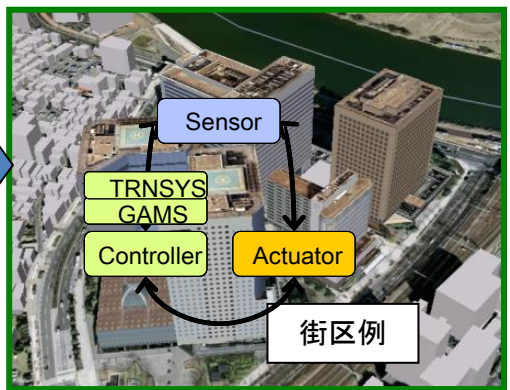 Sensor
TRNSYS
GAMS
Controller
Actuator
街区例